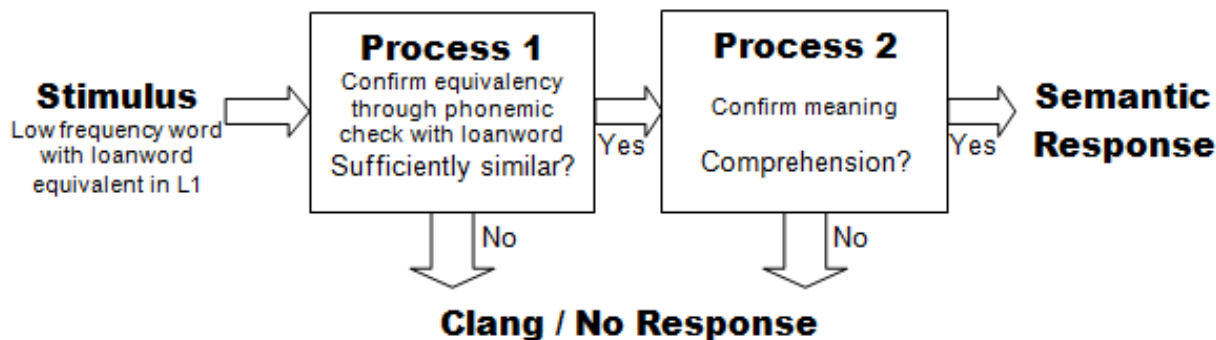 Stimulus
Low frequency word
with loanword
equivalent in L1
Process 1
Confirm equivalency
through phonemic
check with loanword
Sufficiently similar?
Yes
No
Process 2
Confirm meaning
Comprehension?
Yes
No
Semantic
Response
Clang / No Response